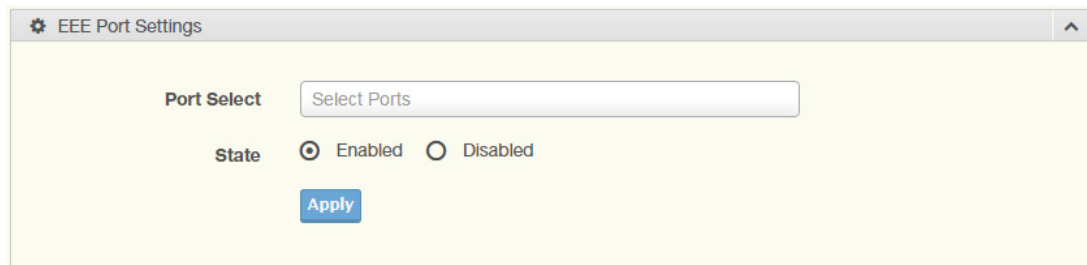 EEE Port Settings
Port Select Select Ports
State Enabled Disabled
Apply